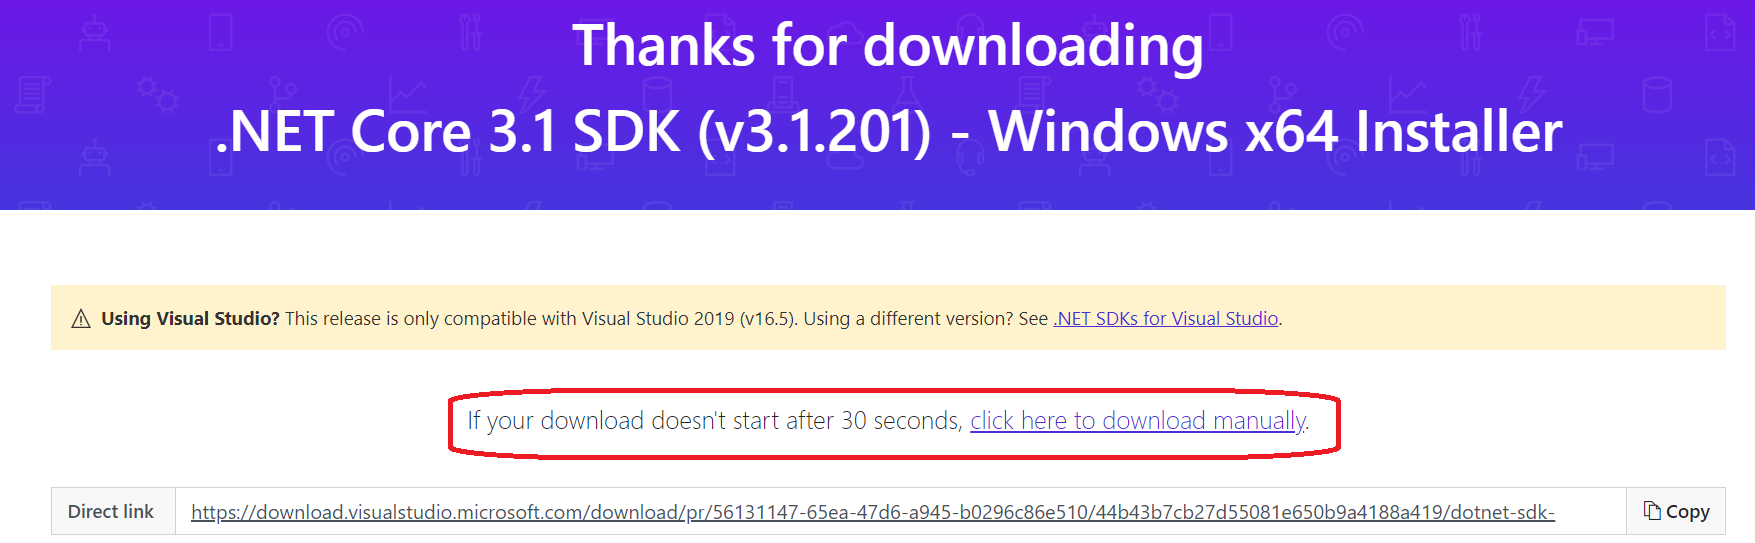 Thanks for downloading
.NET Core 3.1 SDK (v3.1.201) - Windows x64 Installer
Using Visual Studio? This release is only compatible with Visual Studio 2019 (v16.5). Using a different version? See .NET SDKs for Visual Studio.
If your download doesn't start after 30 seconds, click here to download manually.
Direct link https://download.visualstudio.microsoft.com/download/pr/56131147-65ea-47d6-a945-b0296c86e510/44b43b7cb27d55081e650b9a4188a419/dotnet-sdk- Copy